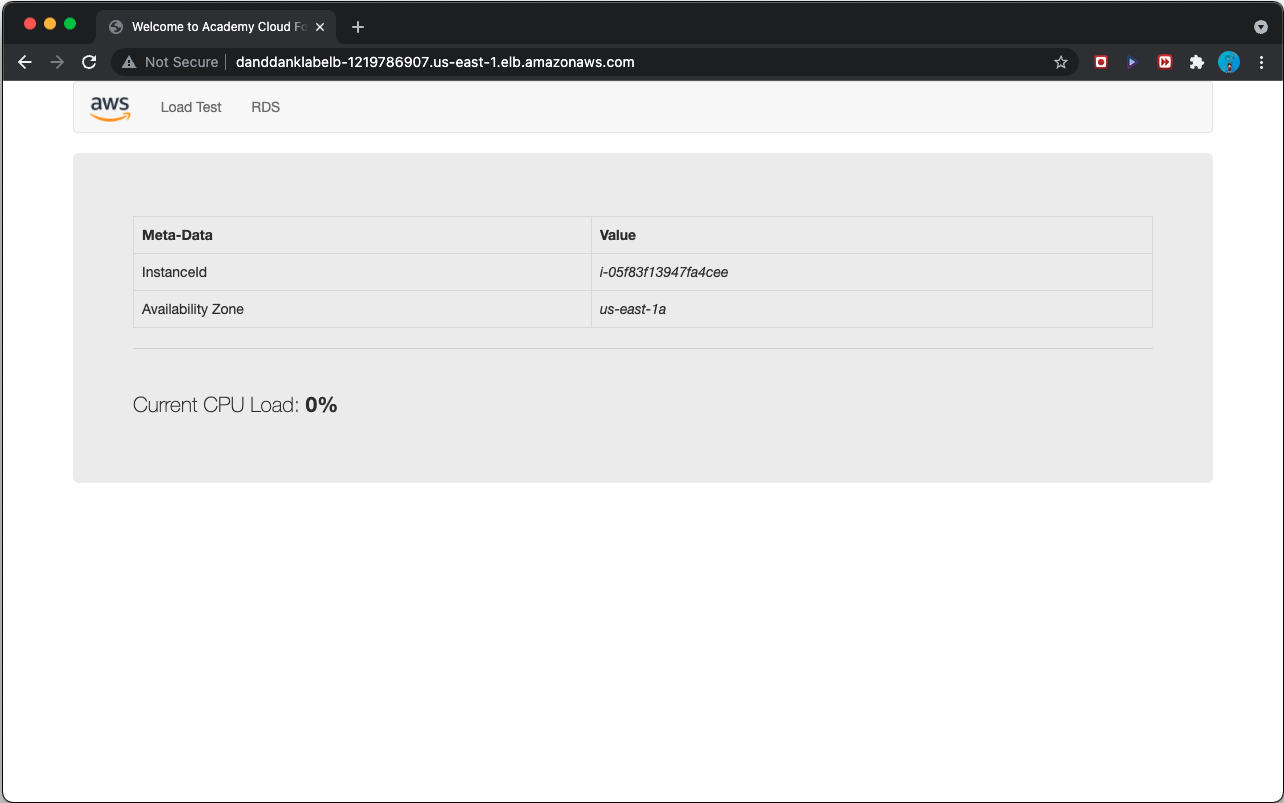 Welcome to Academy Cloud Fo
Not Secure danddanklabelb-1219786907.us-east-1.elb.amazonaws.com
aws Load Test RDS
Meta-Data Value
InstanceId i-05f83f13947fa4cee
Availability Zone us-east-1a
Current CPU Load: 0%